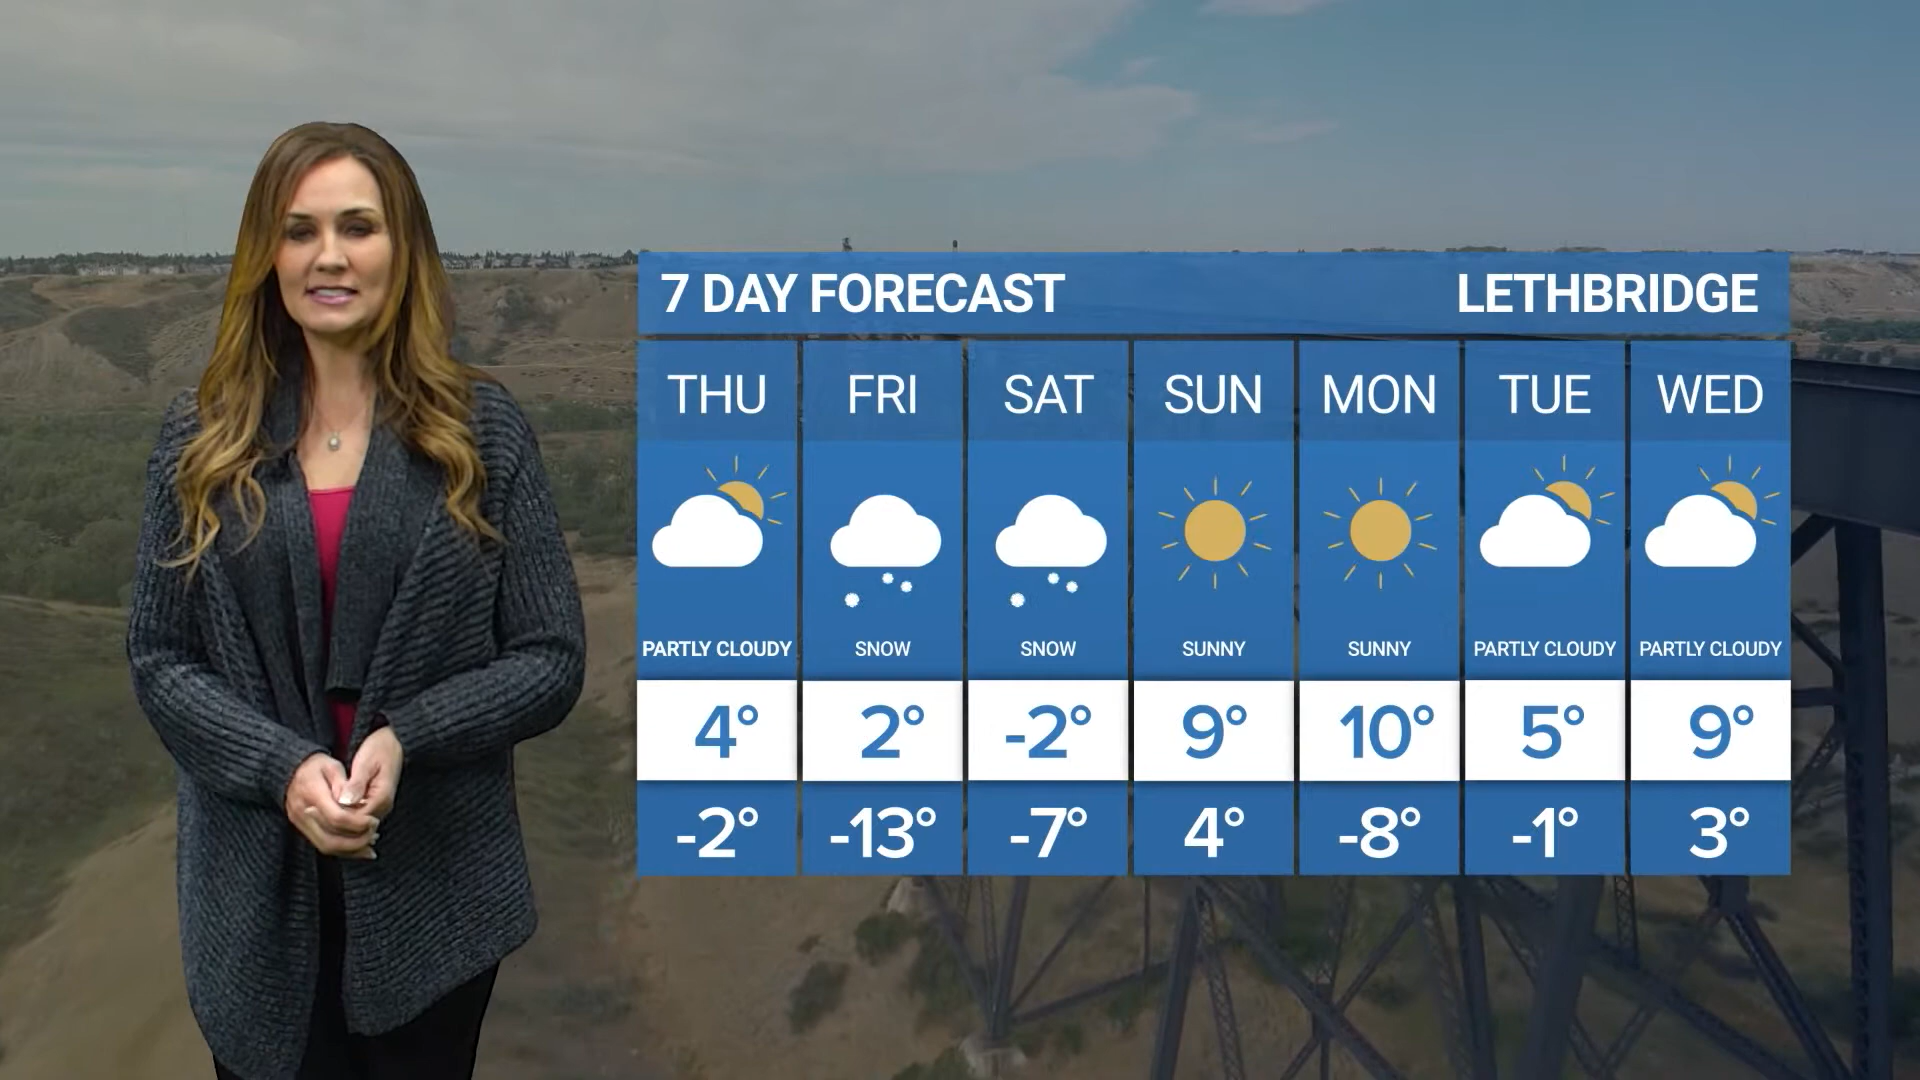 7 DAY FORECAST LETHBRIDGE
THU FRI SAT SUN MON TUE WED
PARTLY CLOUDY SNOW SNOW SUNNY SUNNY PARTLY CLOUDY PARTLY CLOUDY
4° 2° -2° 9° 10° 5° 9°
-2° -13° -7° 4° -8° -1° 3°